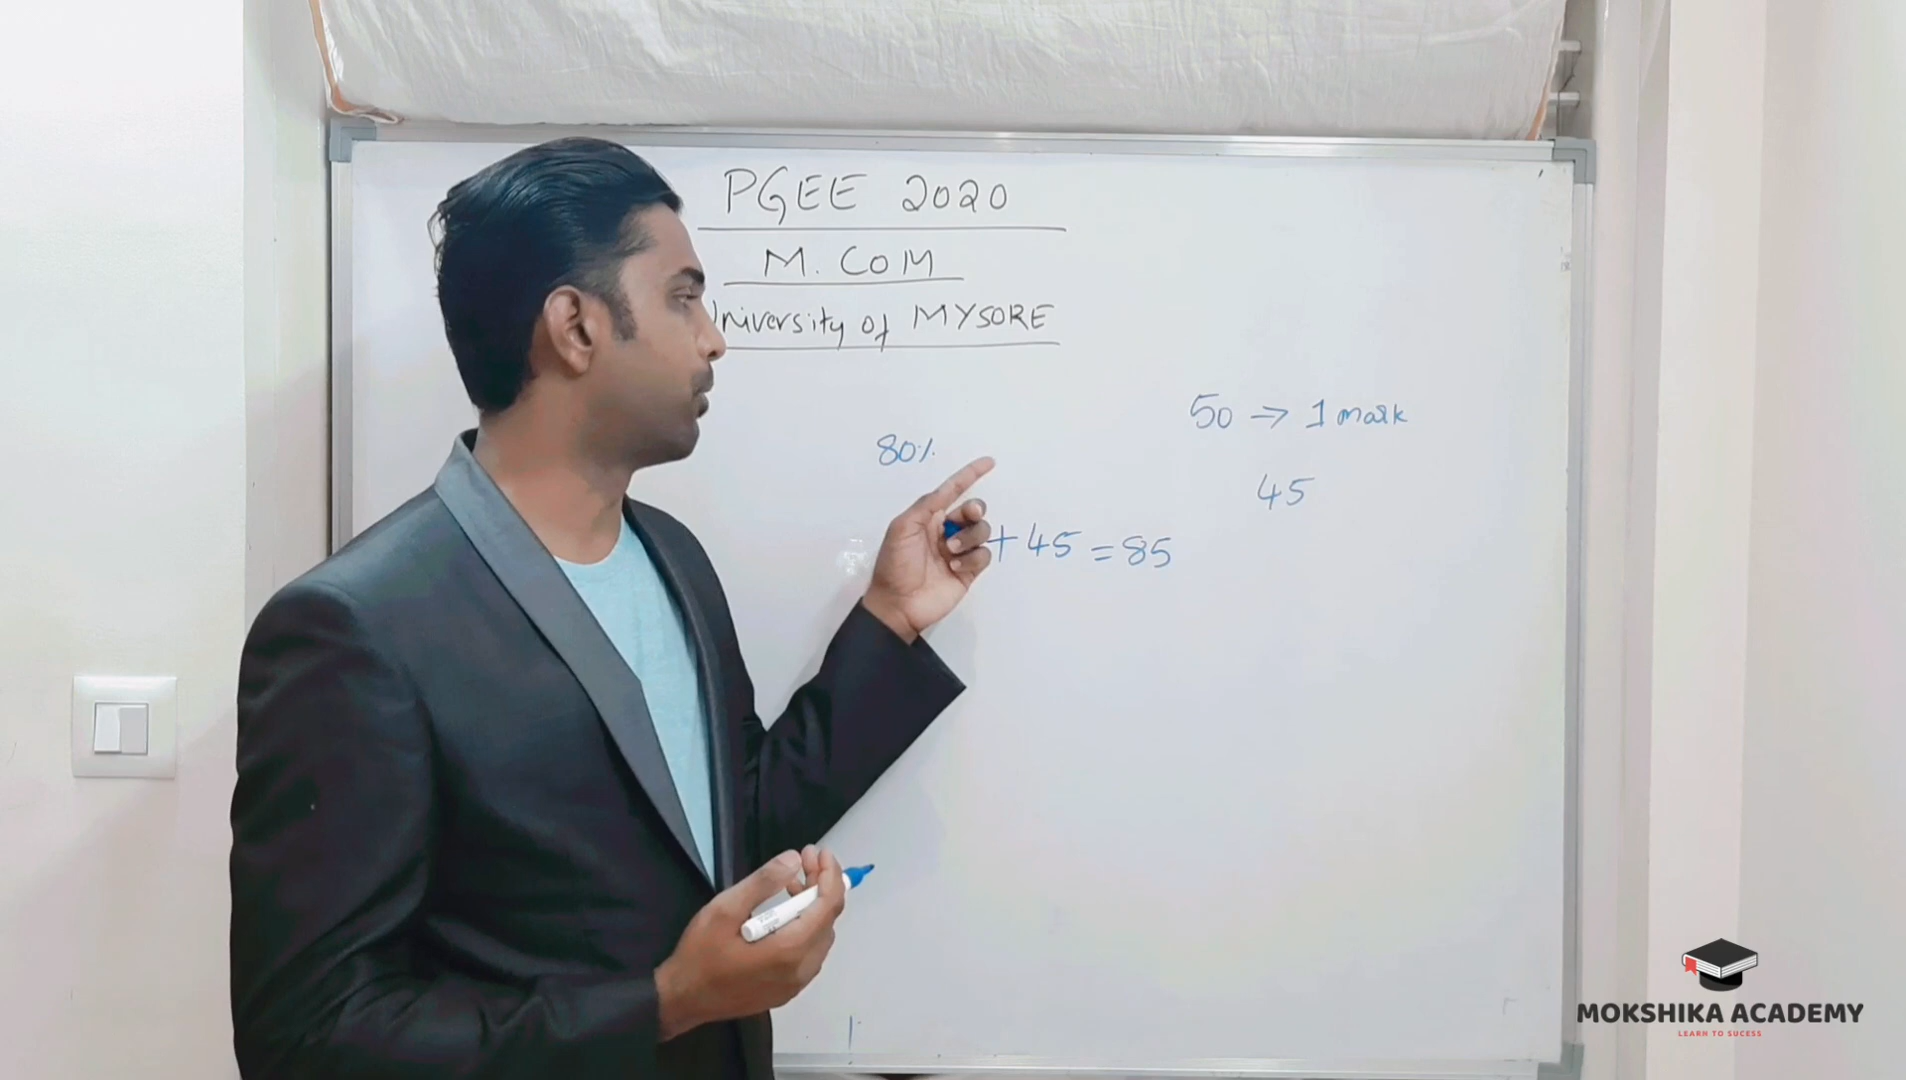 PGEE 2020
M. COM
University of MYSORE
50 → 1 mark
80%
45
+ 45 = 85
MOKSHIKA ACADEMY
LEARN TO SUCESS